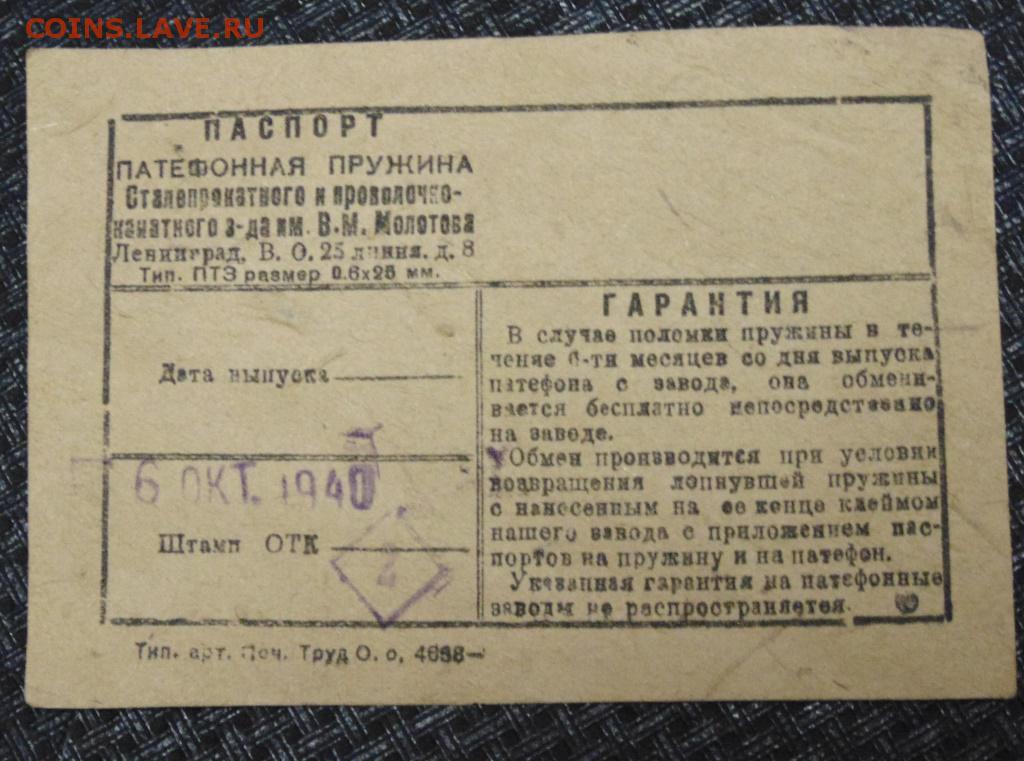 COINS.LAVE.RU
ПАСПОРТ
ПАТЕФОННАЯ ПРУЖИНА
Сталепрокатного и проволочно-
канатного з-да им. В.М. Молотова
Ленинград, В. О. 25 линия. д. 8
Тип. ПТЗ размер 0.6х25 мм.
Дата выпуска
6 ОКТ. 1940
Штамп ОТК
2
ГАРАНТИЯ
В случае поломки пружины в те-
чение 6-ти месяцев со дня выпуска
патефона с завода, она обмени-
вается бесплатно непосредственно
на заводе.
Обмен производится при условии
возвращения лопнувшей пружины
с нанесенным на ее конце клеймом
нашего завода с приложением пас-
портов на пружину и на патефон.
Указанная гарантия на патефонные
заводы не распространяется.
Тип. арт. Печ. Труд О. о,